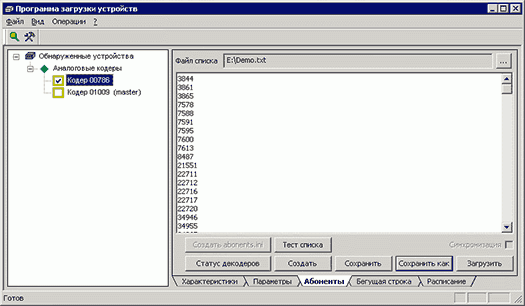 Программа загрузки устройств
Файл Вид Операции ?
Обнаруженные устройства
Аналоговые кодеры
Кодер 00786
Кодер 01009 (master)
Файл списка E:\Demo.txt ...
3844
3861
3865
7578
7588
7591
7595
7600
7613
8487
21551
22711
22712
22716
22717
22720
34946
34955
Создать abonents.ini Тест списка Синхронизация
Статус декодеров Создать Сохранить Сохранить как Загрузить
Характеристики Параметры Абоненты Бегущая строка Расписание
Готов